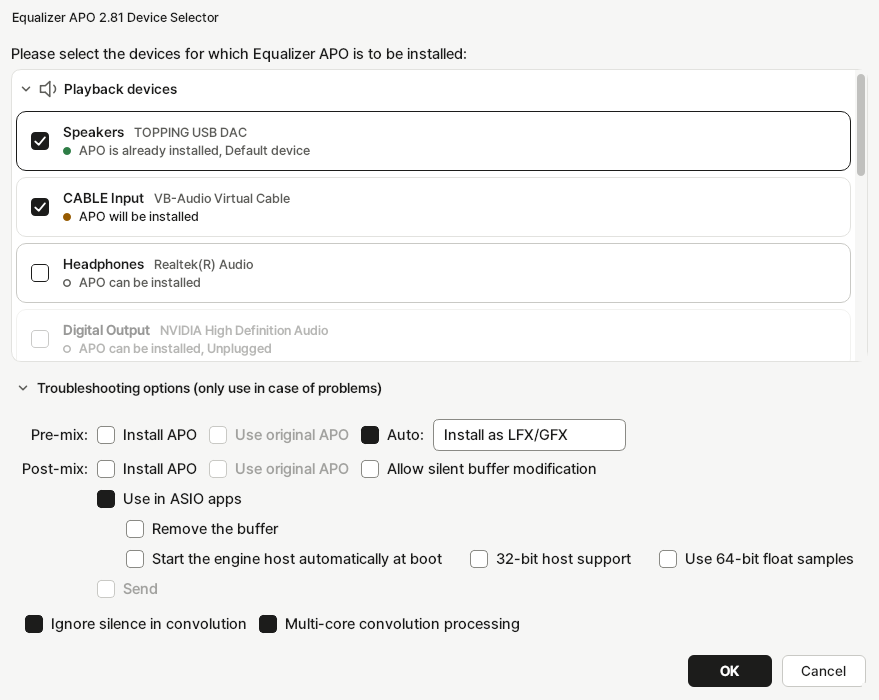 Equalizer APO 2.81 Device Selector
Please select the devices for which Equalizer APO is to be installed:
Playback devices
Speakers TOPPING USB DAC
APO is already installed, Default device
CABLE Input VB-Audio Virtual Cable
APO will be installed
Headphones Realtek(R) Audio
APO can be installed
Digital Output NVIDIA High Definition Audio
APO can be installed, Unplugged
Troubleshooting options (only use in case of problems)
Pre-mix: Install APO Use original APO Auto: Install as LFX/GFX
Post-mix: Install APO Use original APO Allow silent buffer modification
Use in ASIO apps
Remove the buffer
Start the engine host automatically at boot 32-bit host support Use 64-bit float samples
Send
Ignore silence in convolution Multi-core convolution processing
OK Cancel